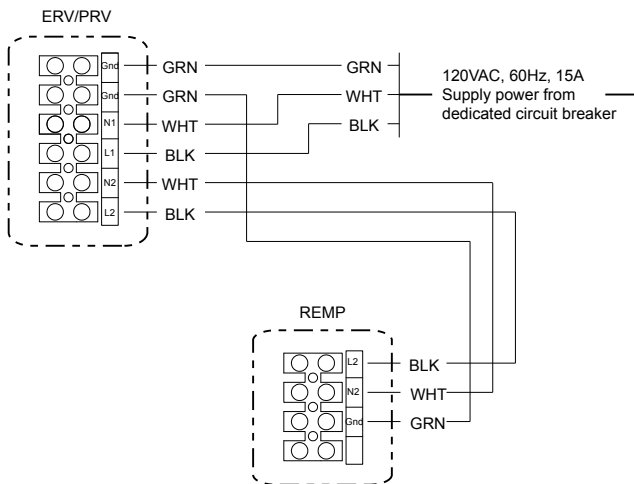 ERV/PRV
Gnd GRN GRN
Gnd GRN WHT
N1 WHT BLK
L1 BLK
N2 WHT
L2 BLK
120VAC, 60Hz, 15A
Supply power from
dedicated circuit breaker
REMP
L2 BLK
N2 WHT
Gnd GRN